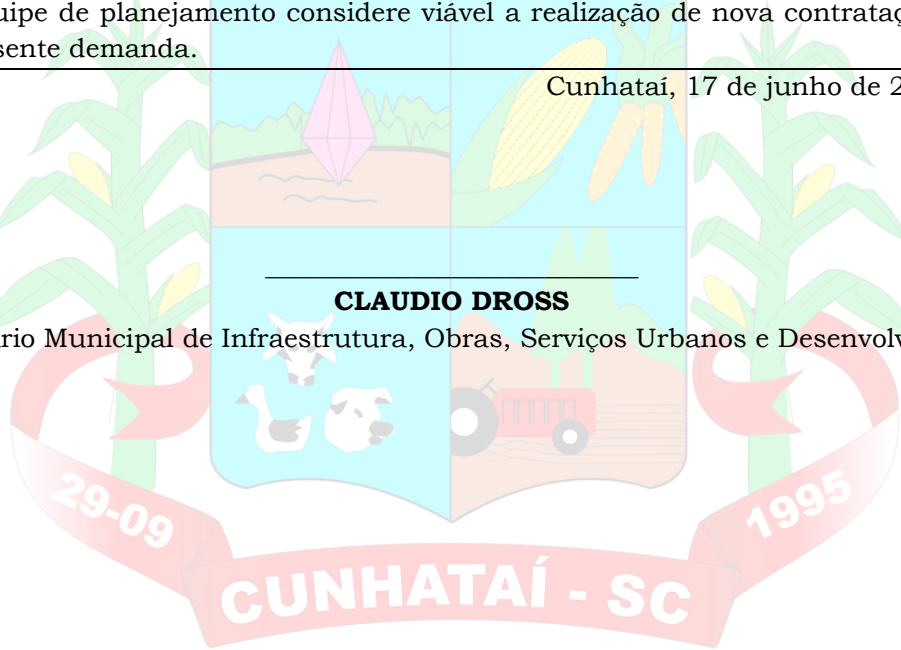 uipe de planejamento considere viável a realização de nova contrataç
sente demanda.
Cunhataí, 17 de junho de 2
CLAUDIO DROSS
rio Municipal de Infraestrutura, Obras, Serviços Urbanos e Desenvolv
29-09
1995
CUNHATAÍ - SC